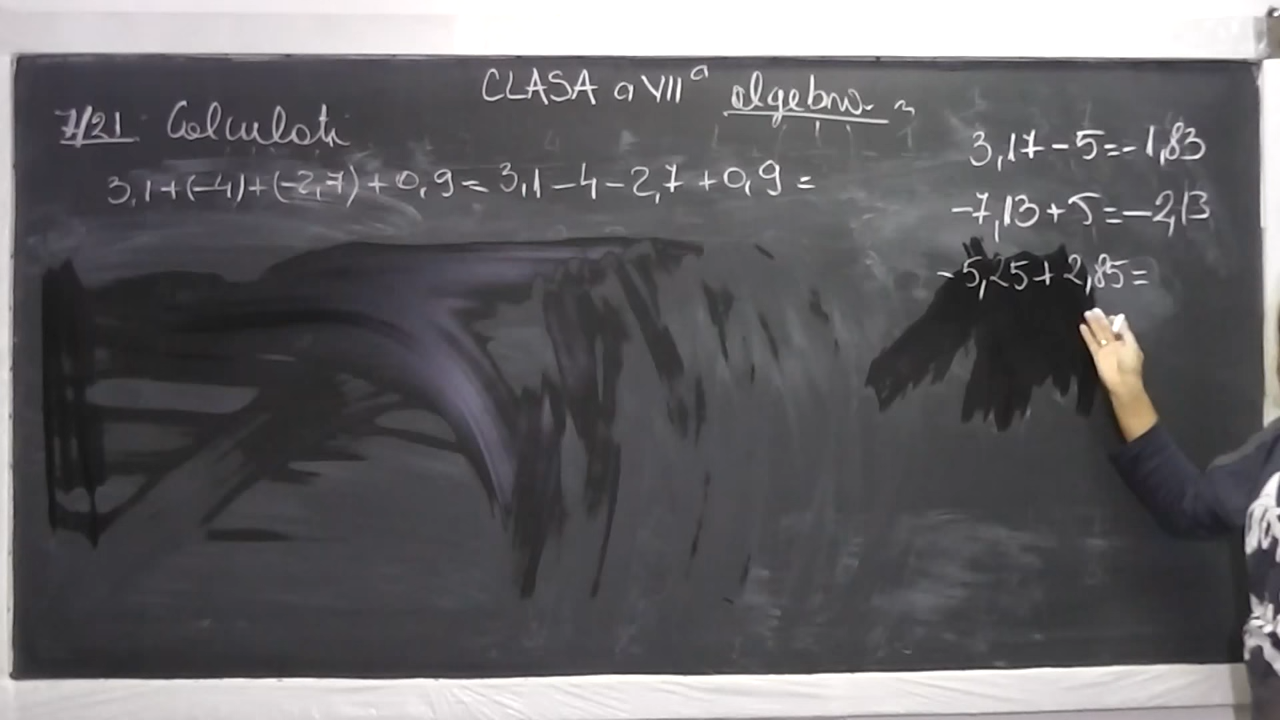 CLASA a VII a algebra
7/21 Calculati
3,1+(-4)+(-2,7)+0,9=3,1-4-2,7+0,9=
3,17-5=-1,83
-7,13+5=-2,13
-5,25+2,85=